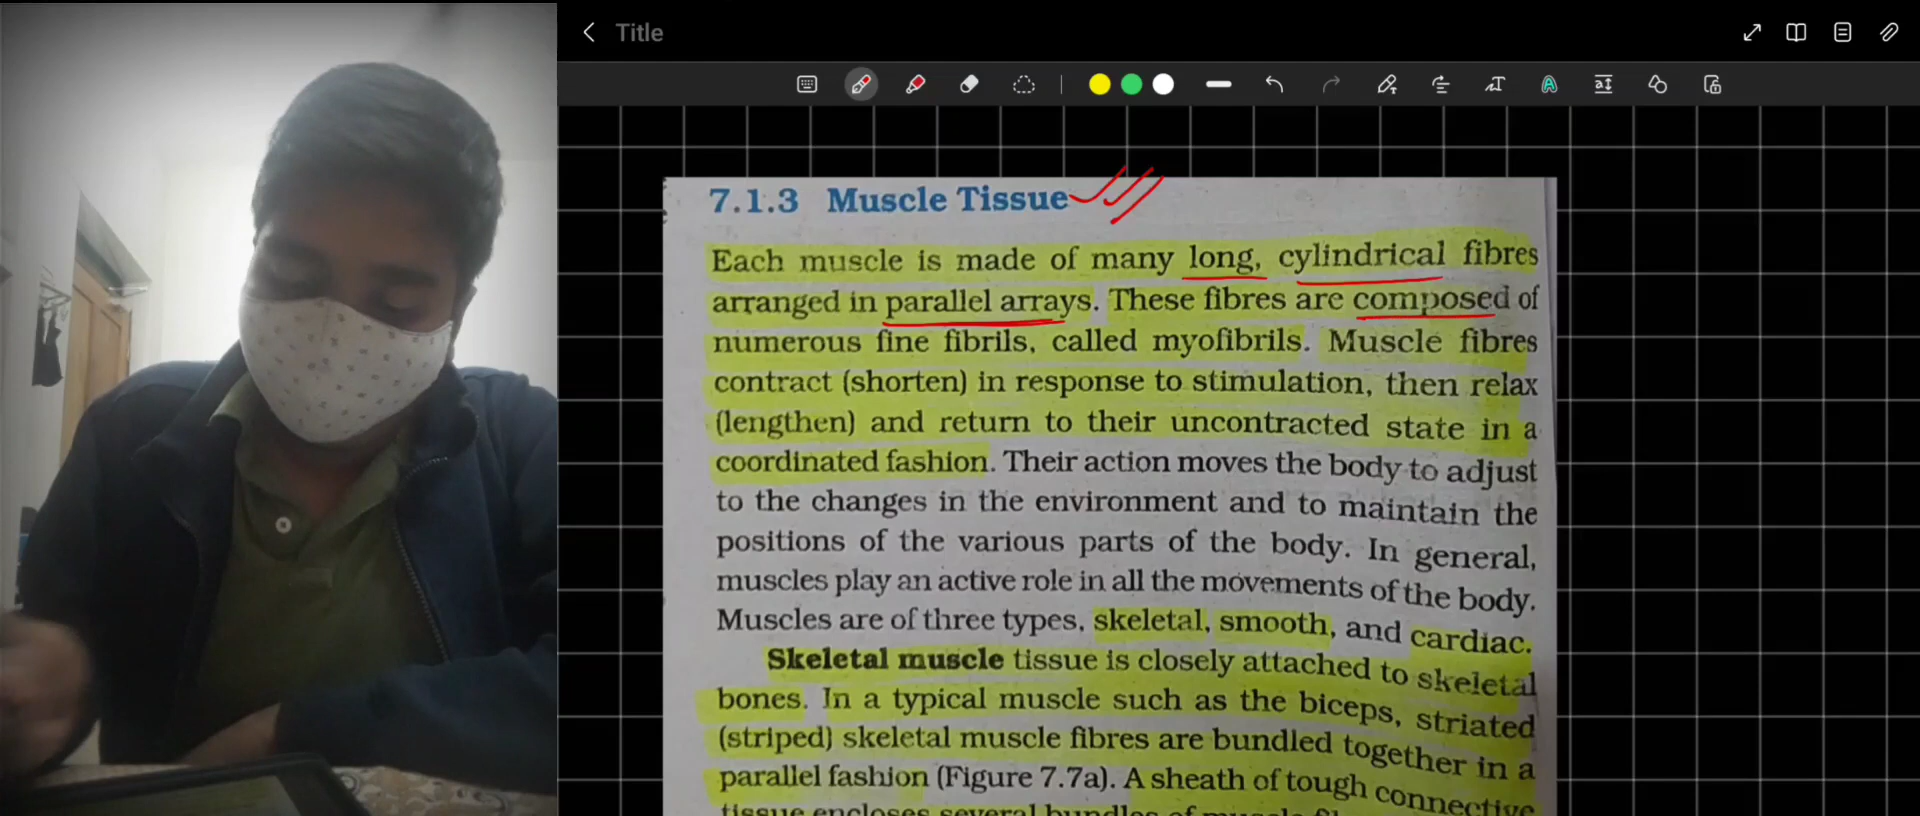 Title
7.1.3 Muscle Tissue
Each muscle is made of many long, cylindrical fibres
arranged in parallel arrays. These fibres are composed of
numerous fine fibrils, called myofibrils. Muscle fibres
contract (shorten) in response to stimulation, then relax
(lengthen) and return to their uncontracted state in a
coordinated fashion. Their action moves the body to adjust
to the changes in the environment and to maintain the
positions of the various parts of the body. In general,
muscles play an active role in all the movements of the body.
Muscles are of three types, skeletal, smooth, and cardiac.
Skeletal muscle tissue is closely attached to skeletal
bones. In a typical muscle such as the biceps, striated
(striped) skeletal muscle fibres are bundled together in a
parallel fashion (Figure 7.7a). A sheath of tough connective
tissue encloses several bundles of muscle